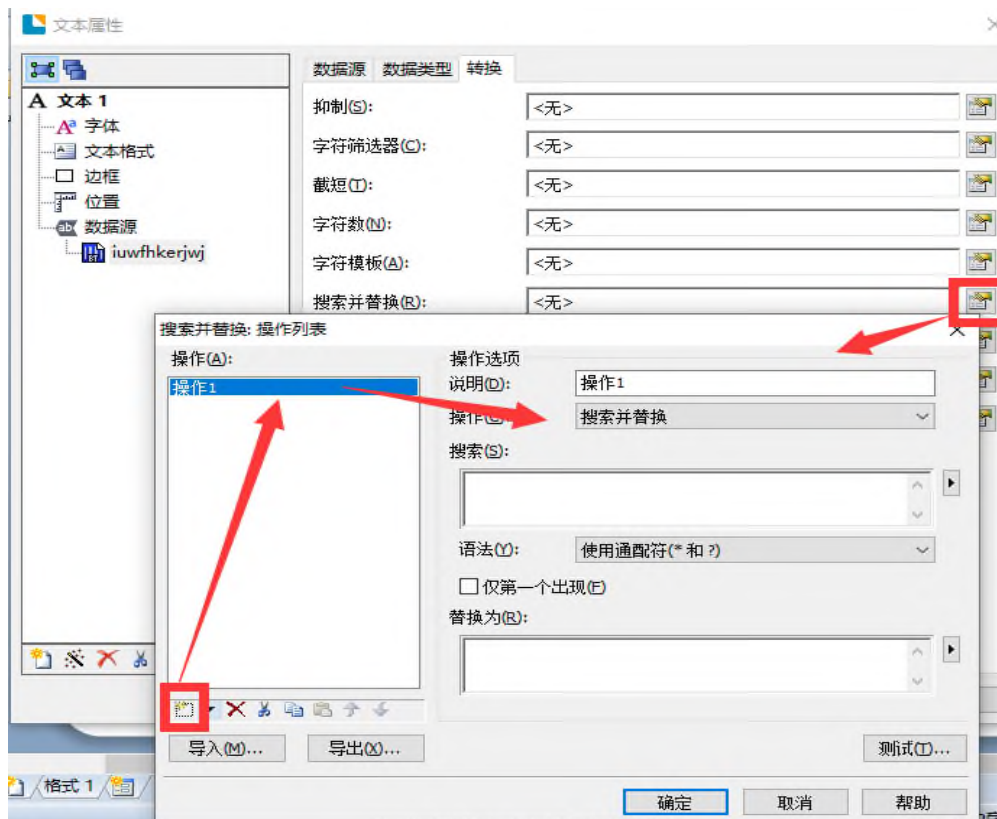 文本属性
数据源 数据类型 转换
A 文本 1
字体
文本格式
边框
位置
数据源
iuwfhkerjwj
抑制(S): <无>
字符筛选器(C): <无>
截短(T): <无>
字符数(N): <无>
字符模板(A): <无>
搜索并替换(R): <无>
搜索并替换: 操作列表
操作(A):
操作1
操作选项
说明(D): 操作1
搜索并替换
搜索(S):
语法(Y): 使用通配符(* 和 ?)
仅第一个出现(F)
替换为(R):
导入(M)... 导出(X)... 测试(T)...
确定 取消 帮助
格式 1